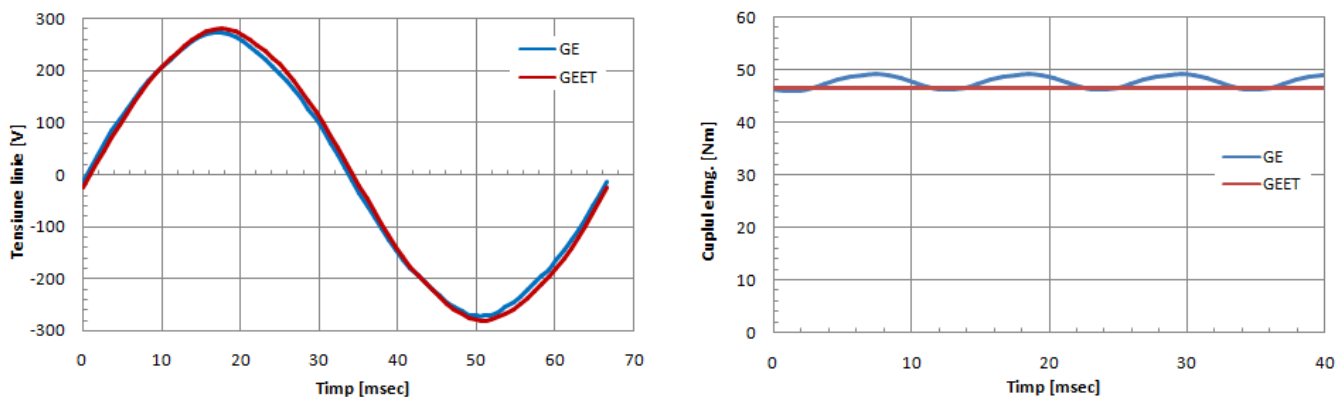 Tensiune linie [V]
300
200
100
0
-100
-200
-300
0 10 20 30 40 50 60 70
Timp [msec]
GE
GEET
Cuplul elmg. [Nm]
60
50
40
30
20
10
0
0 10 20 30 40
Timp [msec]
GE
GEET